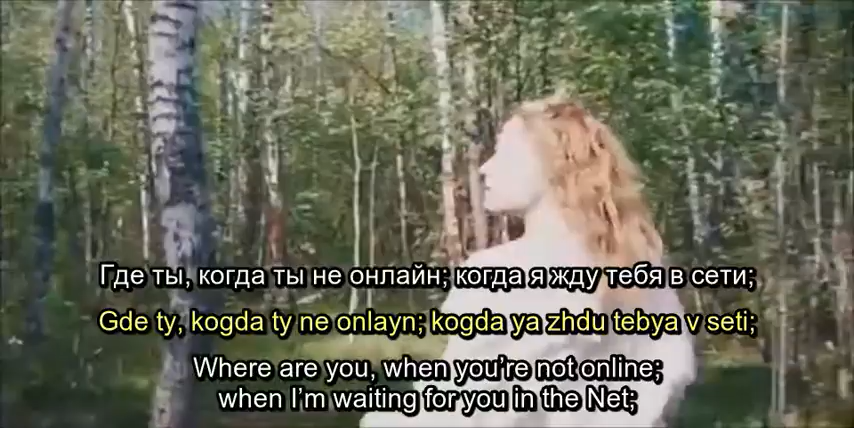 Где ты, когда ты не онлайн; когда я жду тебя в сети;
Gde ty, kogda ty ne onlayn; kogda ya zhdu tebya v seti;
Where are you, when you’re not online;
when I’m waiting for you in the Net;